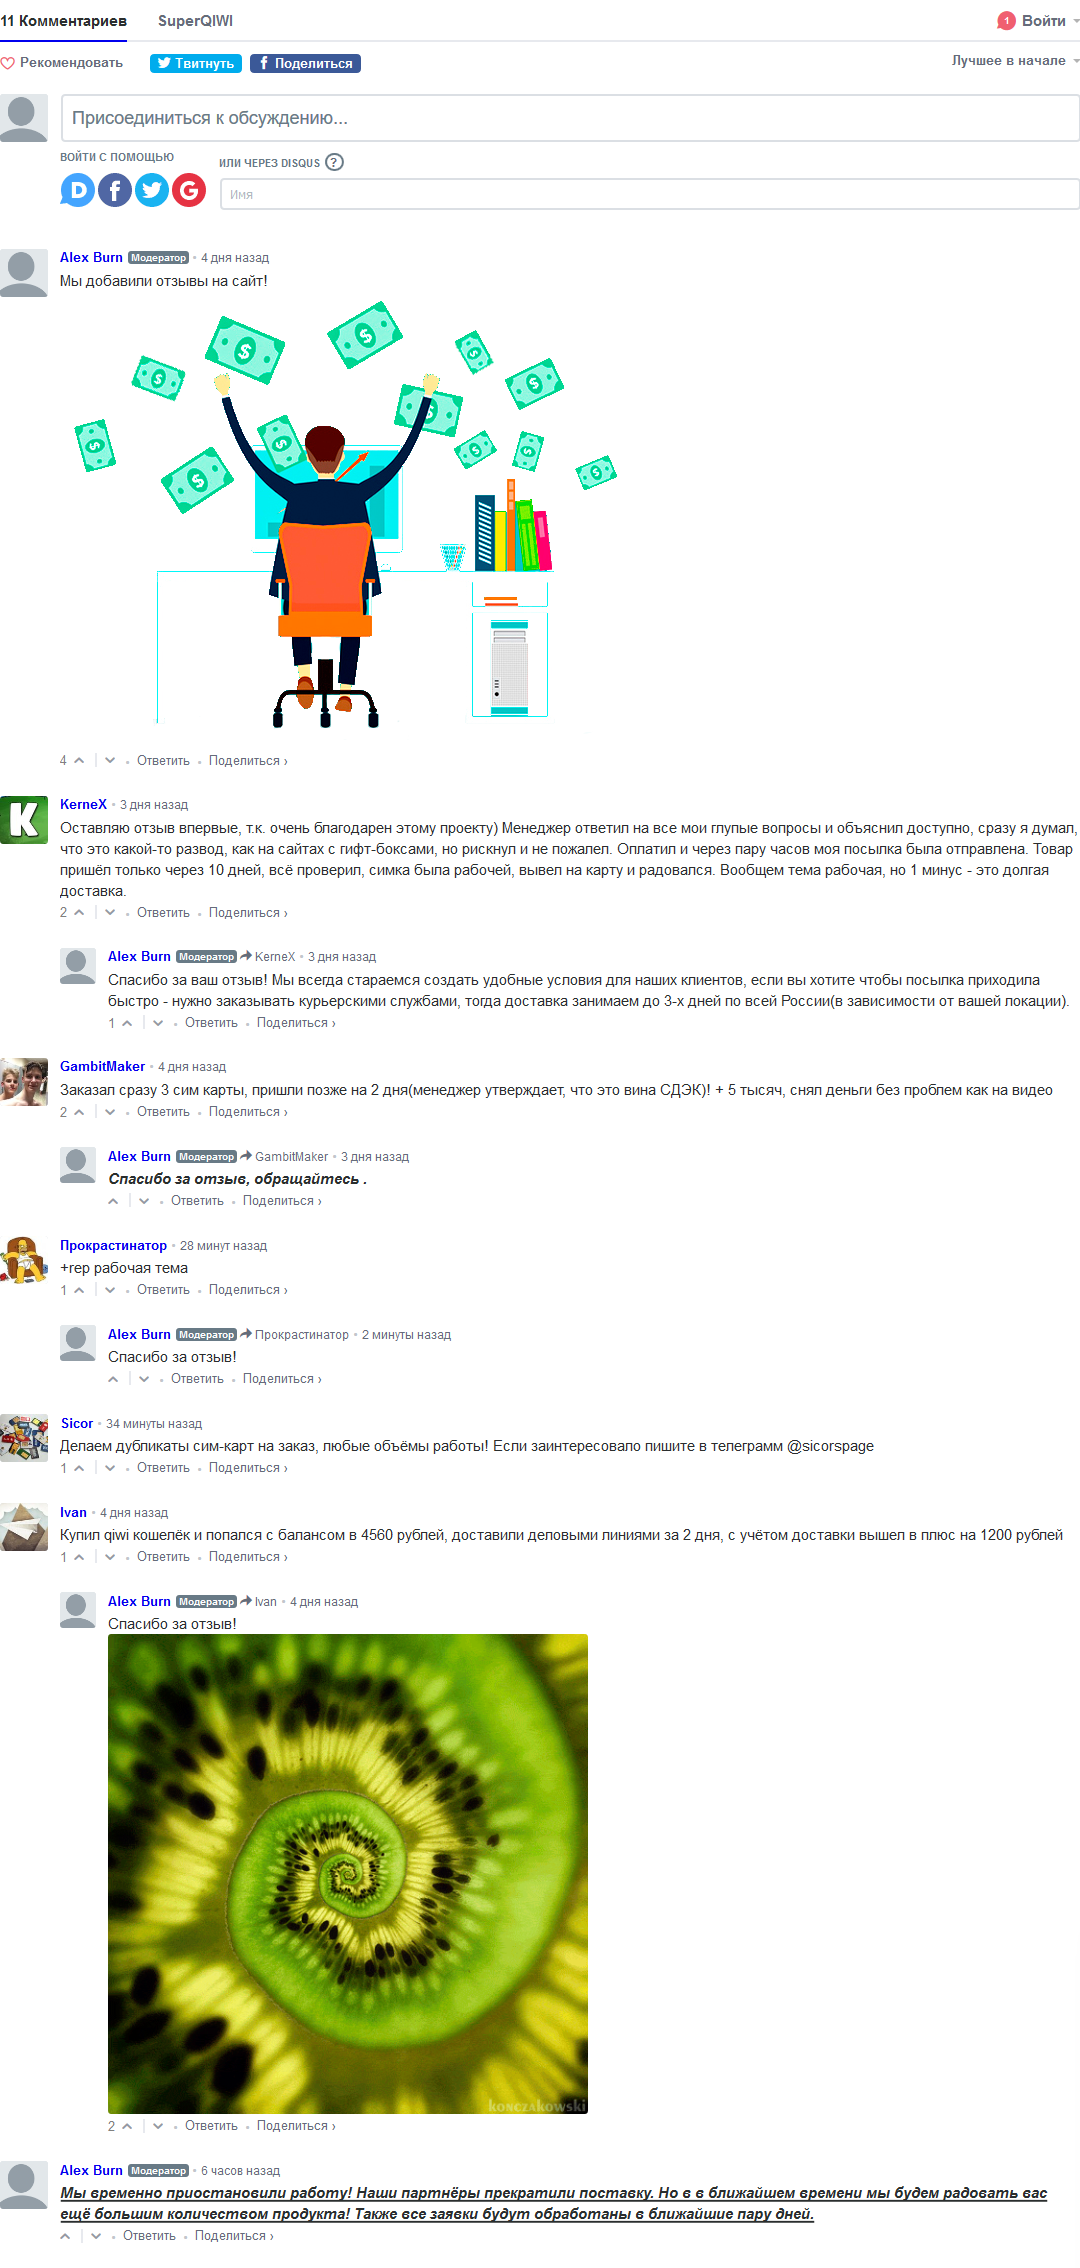 11 Комментариев SuperQIWI 1 Войти
Рекомендовать Твитнуть Поделиться Лучшее в начале
Присоединиться к обсуждению...
ВОЙТИ С ПОМОЩЬЮ
ИЛИ ЧЕРЕЗ DISQUS ?
Имя
Alex Burn Модератор • 4 дня назад
Мы добавили отзывы на сайт!
4 • Ответить • Поделиться ›
KerneX • 3 дня назад
Оставляю отзыв впервые, т.к. очень благодарен этому проекту) Менеджер ответил на все мои глупые вопросы и объяснил доступно, сразу я думал,
что это какой-то развод, как на сайтах с гифт-боксами, но рискнул и не пожалел. Оплатил и через пару часов моя посылка была отправлена. Товар
пришёл только через 10 дней, всё проверил, симка была рабочей, вывел на карту и радовался. Вообщем тема рабочая, но 1 минус - это долгая
доставка.
2 • Ответить • Поделиться ›
Alex Burn Модератор KerneX • 3 дня назад
Спасибо за ваш отзыв! Мы всегда стараемся создать удобные условия для наших клиентов, если вы хотите чтобы посылка приходила
быстро - нужно заказывать курьерскими службами, тогда доставка занимаем до 3-х дней по всей России(в зависимости от вашей локации).
1 • Ответить • Поделиться ›
GambitMaker • 4 дня назад
Заказал сразу 3 сим карты, пришли позже на 2 дня(менеджер утверждает, что это вина СДЭК)! + 5 тысяч, снял деньги без проблем как на видео
2 • Ответить • Поделиться ›
Alex Burn Модератор GambitMaker • 3 дня назад
Спасибо за отзыв, обращайтесь .
• Ответить • Поделиться ›
Прокрастинатор • 28 минут назад
+rep рабочая тема
1 • Ответить • Поделиться ›
Alex Burn Модератор Прокрастинатор • 2 минуты назад
Спасибо за отзыв!
• Ответить • Поделиться ›
Sicor • 34 минуты назад
Делаем дубликаты сим-карт на заказ, любые объёмы работы! Если заинтересовало пишите в телеграмм @sicorspage
1 • Ответить • Поделиться ›
Ivan • 4 дня назад
Купил qiwi кошелёк и попался с балансом в 4560 рублей, доставили деловыми линиями за 2 дня, с учётом доставки вышел в плюс на 1200 рублей
1 • Ответить • Поделиться ›
Alex Burn Модератор Ivan • 4 дня назад
Спасибо за отзыв!
konczakowski
2 • Ответить • Поделиться ›
Alex Burn Модератор • 6 часов назад
Мы временно приостановили работу! Наши партнёры прекратили поставку. Но в в ближайшем времени мы будем радовать вас
ещё большим количеством продукта! Также все заявки будут обработаны в ближайшие пару дней.
• Ответить • Поделиться ›